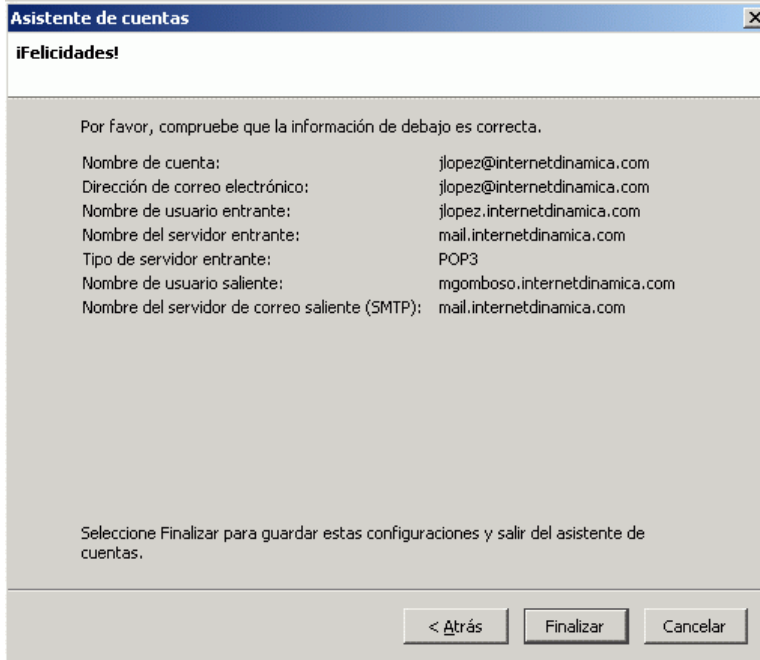 Asistente de cuentas
¡Felicidades!
Por favor, compruebe que la información de debajo es correcta.
Nombre de cuenta: jlopez@internetdinamica.com
Dirección de correo electrónico: jlopez@internetdinamica.com
Nombre de usuario entrante: jlopez.internetdinamica.com
Nombre del servidor entrante: mail.internetdinamica.com
Tipo de servidor entrante: POP3
Nombre de usuario saliente: mgomboso.internetdinamica.com
Nombre del servidor de correo saliente (SMTP): mail.internetdinamica.com
Seleccione Finalizar para guardar estas configuraciones y salir del asistente de
cuentas.
< Atrás Finalizar Cancelar